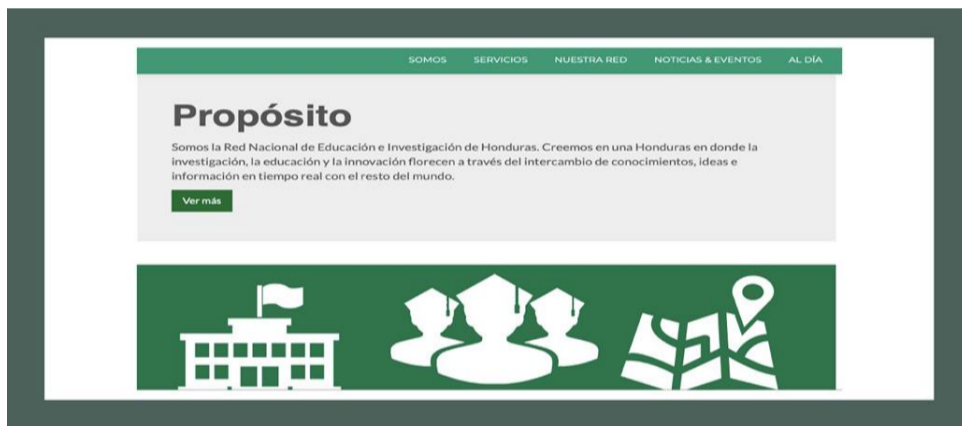 SOMOS SERVICIOS NUESTRA RED NOTICIAS & EVENTOS AL DÍA
Propósito
Somos la Red Nacional de Educación e Investigación de Honduras. Creemos en una Honduras en donde la
investigación, la educación y la innovación florecen a través del intercambio de conocimientos, ideas e
información en tiempo real con el resto del mundo.
Ver más